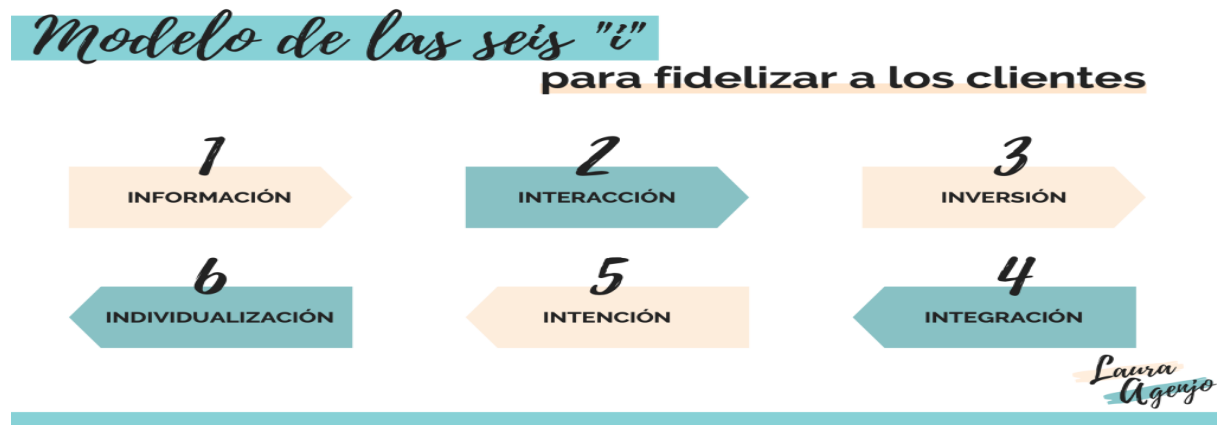 Modelo de las seis "i"
para fidelizar a los clientes
1
INFORMACIÓN
2
INTERACCIÓN
3
INVERSIÓN
6
INDIVIDUALIZACIÓN
5
INTENCIÓN
4
INTEGRACIÓN
Laura
Agenjo